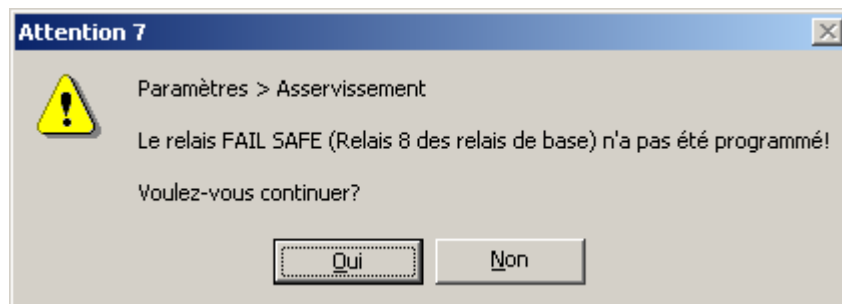 Attention 7
Paramètres > Asservissement
Le relais FAIL SAFE (Relais 8 des relais de base) n'a pas été programmé!
Voulez-vous continuer?
Oui
Non